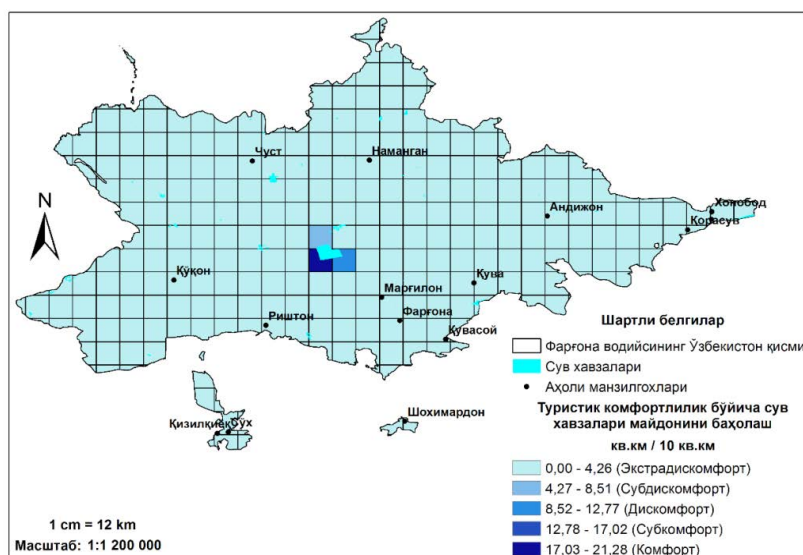 Чуст
Наманган
N
Андижон
Хонобод
Қорасув
Қўқон
Қува
Марғилон
Фарғона
Риштон
Қувасой
Шартли белгилар
Фарғона водийсининг Ўзбекистон қисми
Сув хавзалари
Аҳоли манзилгохлари
Шохимардон
Сўх
Туристик комфортлилик бўйича сув
хавзалари майдонини баҳолаш
кв.км / 10 кв.км
0,00 - 4,26 (Экстрадискомфорт)
4,27 - 8,51 (Субдискомфорт)
8,52 - 12,77 (Дискомфорт)
12,78 - 17,02 (Субкомфорт)
17,03 - 21,28 (Комфорт)
1 cm = 12 km
Масштаб: 1:1 200 000